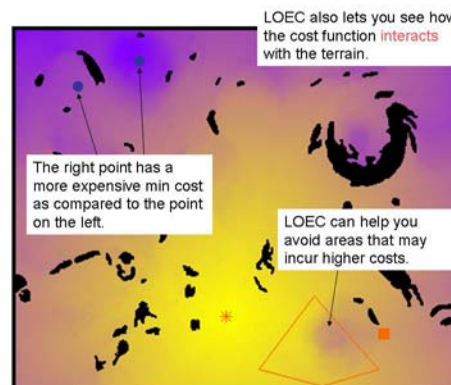 LOEC also lets you see how
the cost function interacts
with the terrain.
The right point has a
more expensive min cost
as compared to the point
on the left.
LOEC can help you
avoid areas that may
incur higher costs.